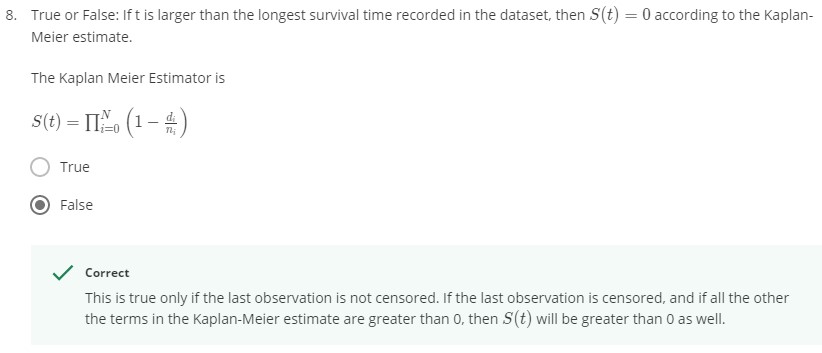 8. True or False: If t is larger than the longest survival time recorded in the dataset, then S(t) = 0 according to the Kaplan-
Meier estimate.
The Kaplan Meier Estimator is
S(t) = ∏_{i=0}^{N} (1 − d_i/n_i)
True
False
Correct
This is true only if the last observation is not censored. If the last observation is censored, and if all the other
the terms in the Kaplan-Meier estimate are greater than 0, then S(t) will be greater than 0 as well.